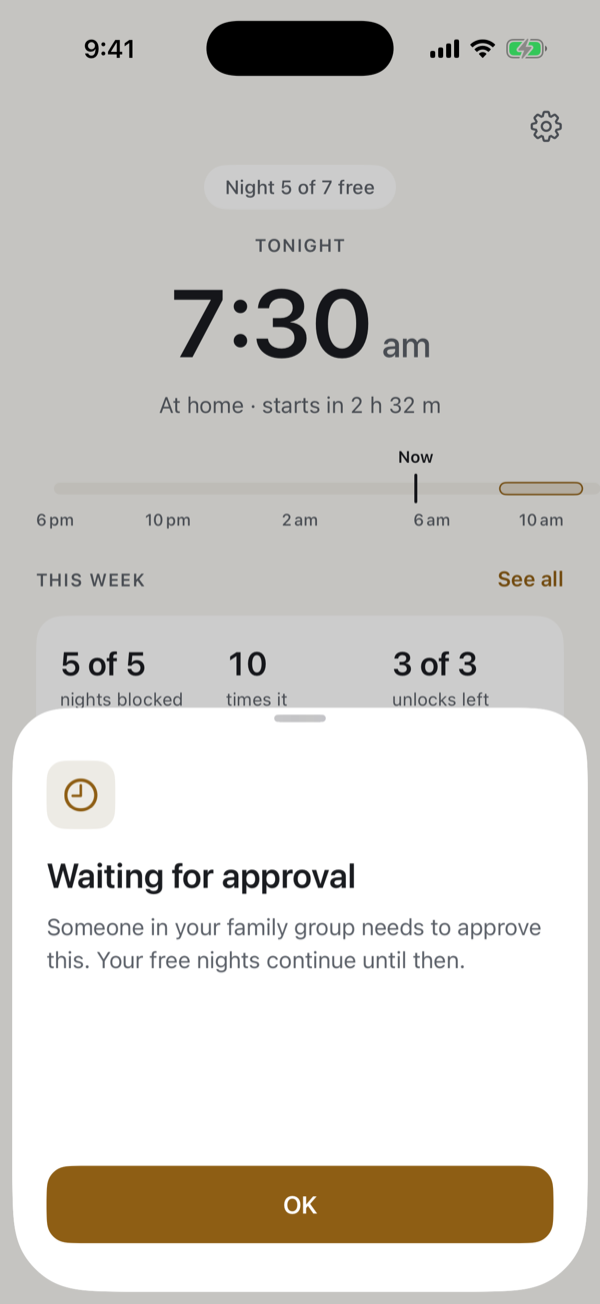 9:41
Night 5 of 7 free
TONIGHT
7:30 am
At home · starts in 2 h 32 m
Now
6 pm 10 pm 2 am 6 am 10 am
THIS WEEK See all
5 of 5 10 3 of 3
nights blocked times it unlocks left
Waiting for approval
Someone in your family group needs to approve
this. Your free nights continue until then.
OK